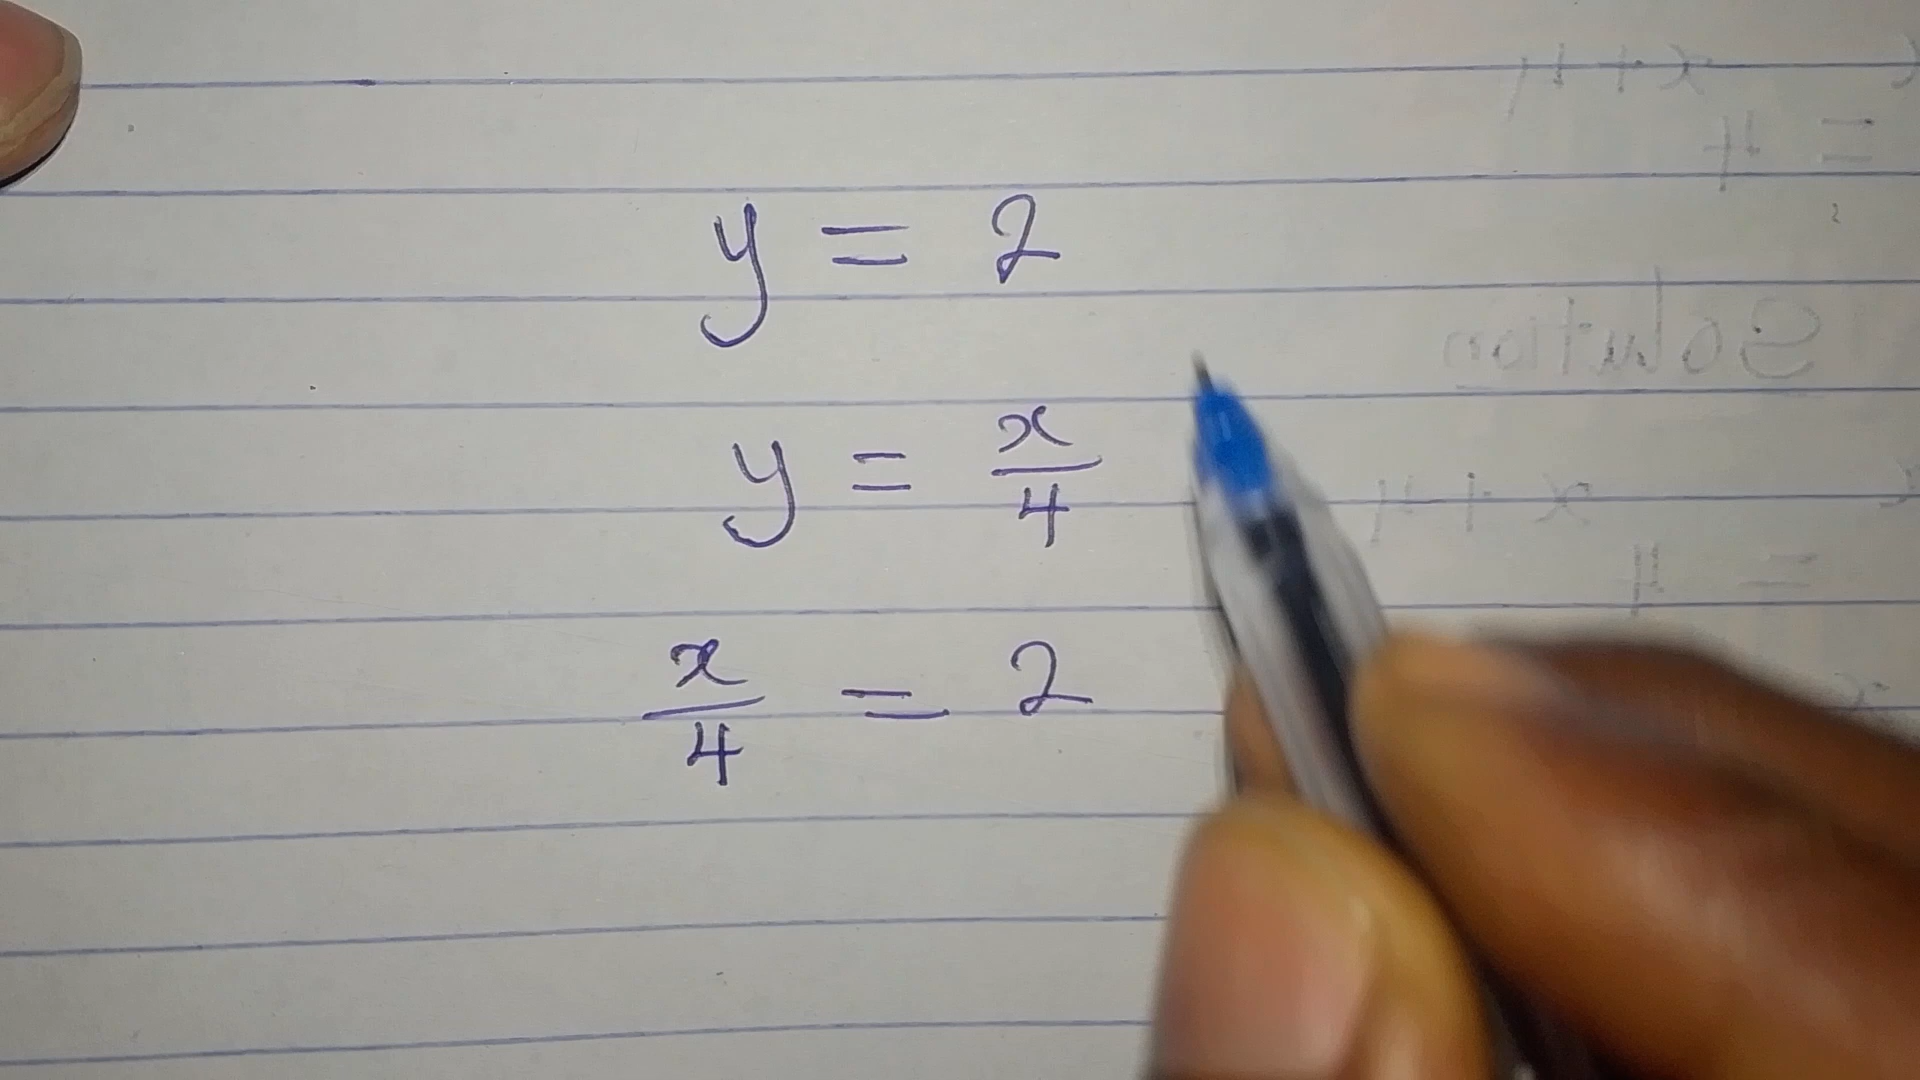 y = 2
y = x/4
x/4 = 2